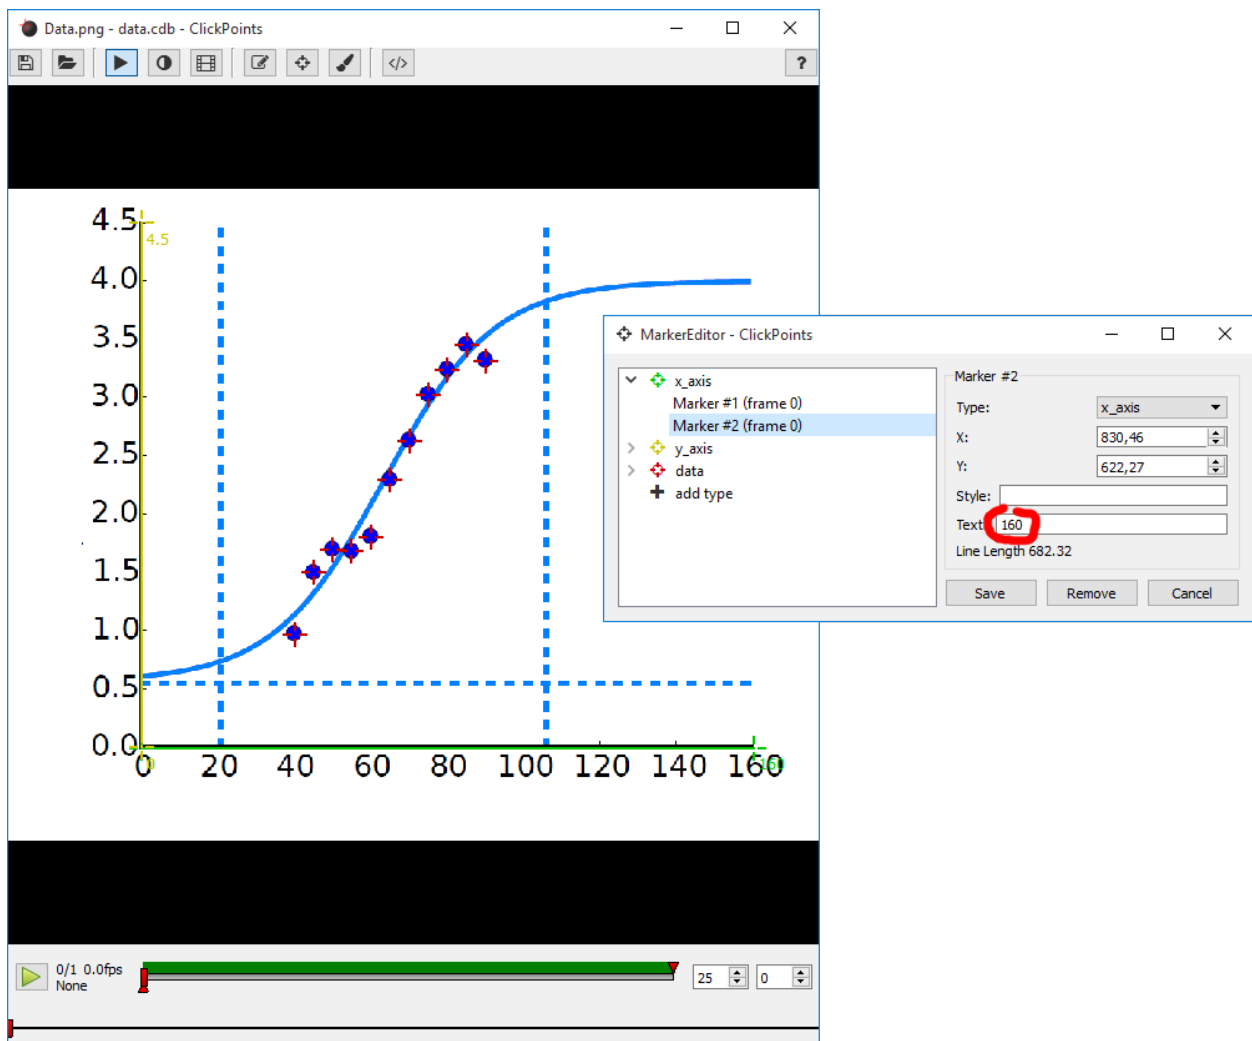 Data.png - data.cdb - ClickPoints
</>
?
4.5
4.5
4.0
3.5
3.0
2.5
2.0
1.5
1.0
0.5
0.0
0
0
20
40
60
80
100
120
140
160
160
MarkerEditor - ClickPoints
x_axis
Marker #1 (frame 0)
Marker #2 (frame 0)
y_axis
data
add type
Marker #2
Type: x_axis
X: 830,46
Y: 622,27
Style:
Text: 160
Line Length 682.32
Save Remove Cancel
0/1 0.0fps
None
25 0